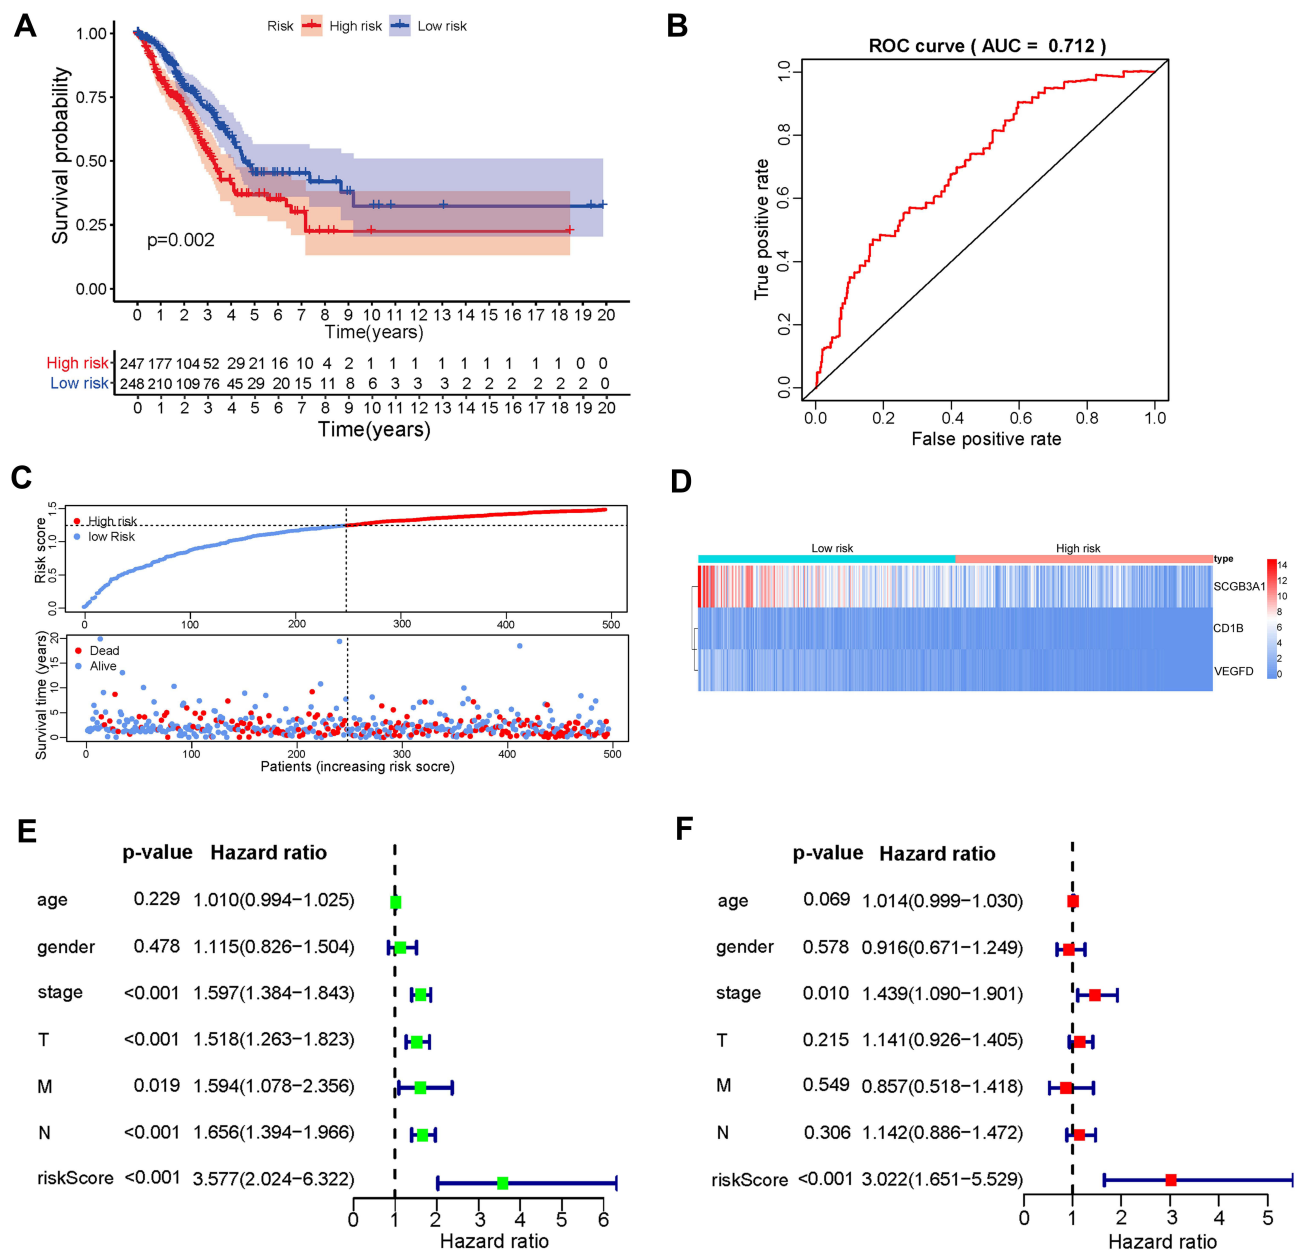 A
Risk High risk Low risk
Survival probability
1.00
0.75
0.50
0.25
0.00
p=0.002
0 1 2 3 4 5 6 7 8 9 10 11 12 13 14 15 16 17 18 19 20
Time(years)
High risk 247 177 104 52 29 21 16 10 4 2 1 1 1 1 1 1 1 1 1 0 0
Low risk 248 210 109 76 45 29 20 15 11 8 6 3 3 3 2 2 2 2 2 2 0
0 1 2 3 4 5 6 7 8 9 10 11 12 13 14 15 16 17 18 19 20
Time(years)
B
ROC curve ( AUC = 0.712 )
True positive rate
1.0
0.8
0.6
0.4
0.2
0.0
0.0 0.2 0.4 0.6 0.8 1.0
False positive rate
C
Risk score
1.5
1.0
0.5
0.0
High risk
low Risk
0 100 200 300 400 500
Survival time (years)
20
15
10
5
0
Dead
Alive
0 100 200 300 400 500
Patients (increasing risk socre)
D
Low risk High risk
type
SCGB3A1
CD1B
VEGFD
14
12
10
8
6
4
2
0
E
p-value Hazard ratio
age 0.229 1.010(0.994−1.025)
gender 0.478 1.115(0.826−1.504)
stage <0.001 1.597(1.384−1.843)
T <0.001 1.518(1.263−1.823)
M 0.019 1.594(1.078−2.356)
N <0.001 1.656(1.394−1.966)
riskScore <0.001 3.577(2.024−6.322)
0 1 2 3 4 5 6
Hazard ratio
F
p-value Hazard ratio
age 0.069 1.014(0.999−1.030)
gender 0.578 0.916(0.671−1.249)
stage 0.010 1.439(1.090−1.901)
T 0.215 1.141(0.926−1.405)
M 0.549 0.857(0.518−1.418)
N 0.306 1.142(0.886−1.472)
riskScore <0.001 3.022(1.651−5.529)
0 1 2 3 4 5
Hazard ratio